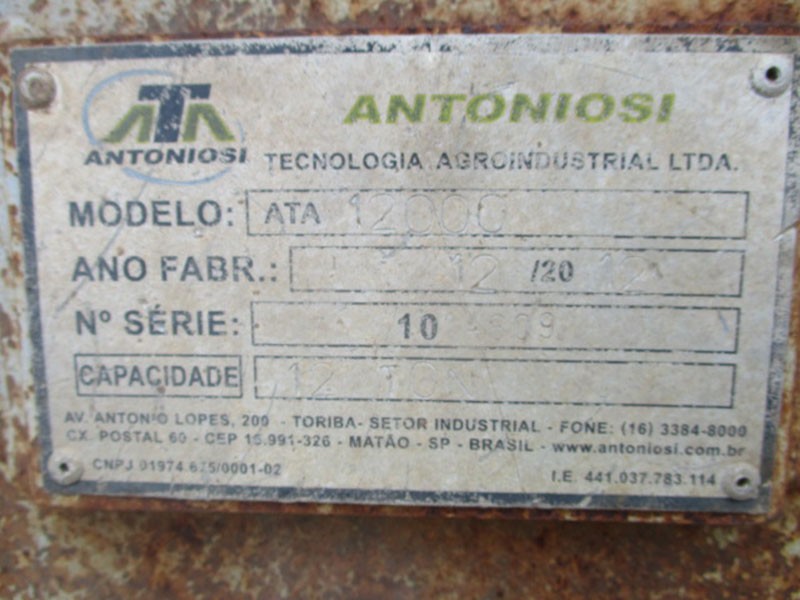 ATA
ANTONIOSI
ANTONIOSI
TECNOLOGIA AGROINDUSTRIAL LTDA.
MODELO: ATA 12000
ANO FABR.: 12 /20 12
Nº SÉRIE: 10
CAPACIDADE 12 TON
AV. ANTONIO LOPES, 200 - TORIBA- SETOR INDUSTRIAL - FONE: (16) 3384-8000
CX. POSTAL 60 - CEP 15.991-326 - MATÃO - SP - BRASIL - www.antoniosi.com.br
CNPJ 01974.675/0001-02
I.E. 441.037.783.114